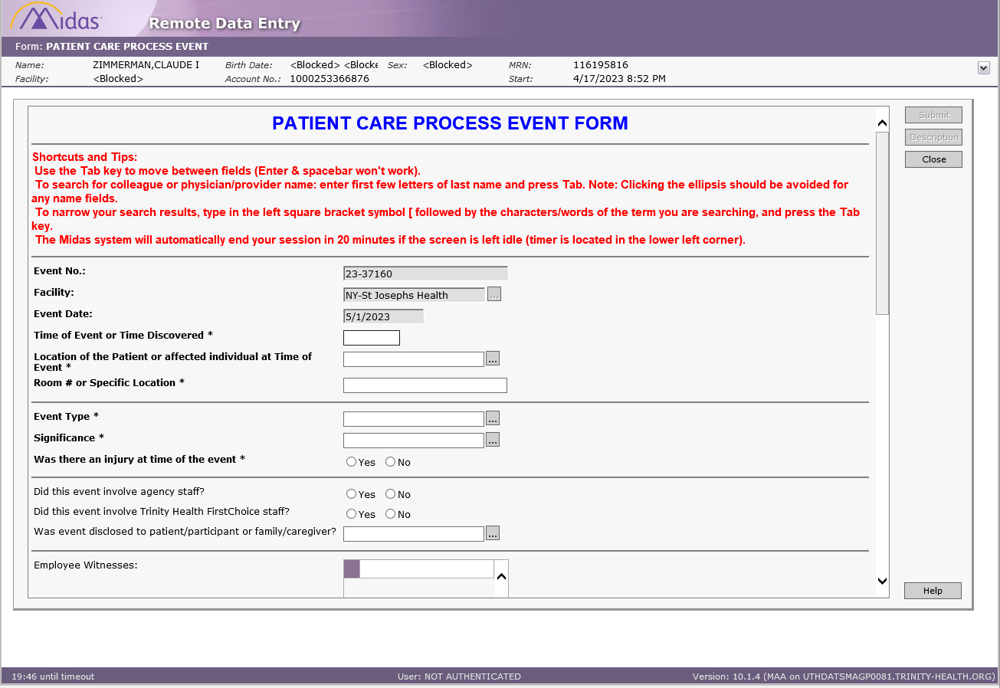 Midas™
Remote Data Entry
Form: PATIENT CARE PROCESS EVENT
Name: ZIMMERMAN,CLAUDE I Birth Date: <Blocked> <Blocke Sex: <Blocked> MRN: 116195816
Facility: <Blocked> Account No.: 1000253366876 Start: 4/17/2023 8:52 PM
PATIENT CARE PROCESS EVENT FORM
Submit
Description
Close
Shortcuts and Tips:
Use the Tab key to move between fields (Enter & spacebar won't work).
To search for colleague or physician/provider name: enter first few letters of last name and press Tab. Note: Clicking the ellipsis should be avoided for
any name fields.
To narrow your search results, type in the left square bracket symbol [ followed by the characters/words of the term you are searching, and press the Tab
key.
The Midas system will automatically end your session in 20 minutes if the screen is left idle (timer is located in the lower left corner).
Event No.: 23-37160
Facility: NY-St Josephs Health ...
Event Date: 5/1/2023
Time of Event or Time Discovered *
Location of the Patient or affected individual at Time of
Event * ...
Room # or Specific Location *
Event Type * ...
Significance * ...
Was there an injury at time of the event * Yes No
Did this event involve agency staff? Yes No
Did this event involve Trinity Health FirstChoice staff? Yes No
Was event disclosed to patient/participant or family/caregiver? ...
Employee Witnesses:
Help
19:46 until timeout User: NOT AUTHENTICATED Version: 10.1.4 (MAA on UTHDATSMAGP0081.TRINITY-HEALTH.ORG)